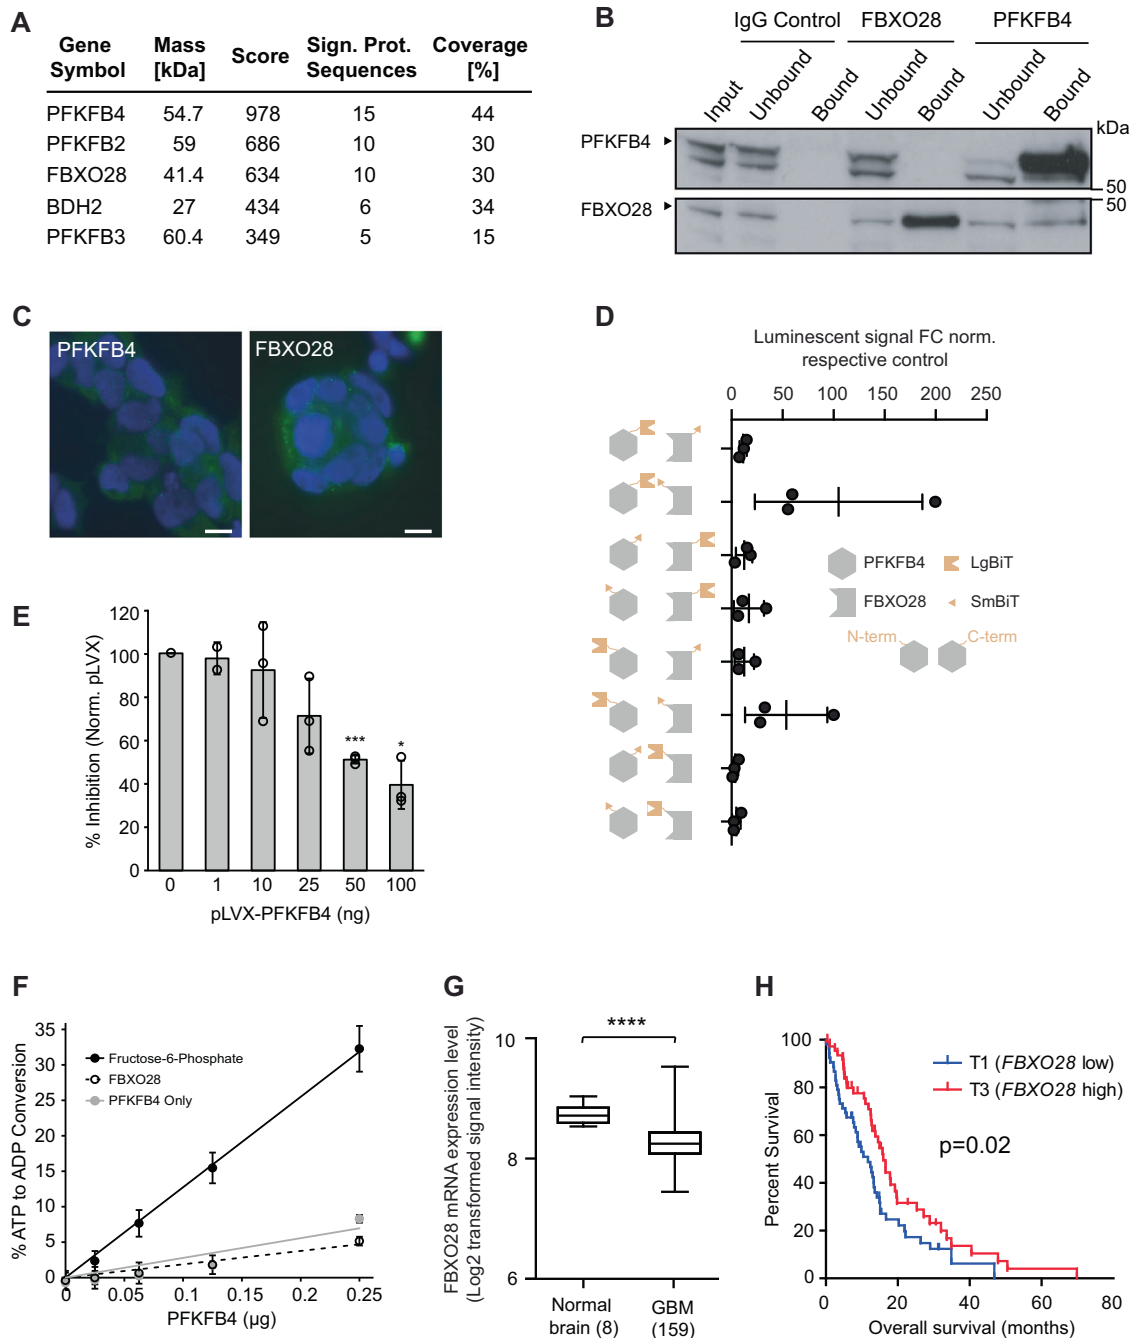 A
Gene Symbol Mass [kDa] Score Sign. Prot. Sequences Coverage [%]
PFKFB4 54.7 978 15 44
PFKFB2 59 686 10 30
FBXO28 41.4 634 10 30
BDH2 27 434 6 34
PFKFB3 60.4 349 5 15
B
IgG Control FBXO28 PFKFB4
Input Unbound Bound Unbound Bound Unbound Bound
kDa
PFKFB4
50
FBXO28
50
C
PFKFB4
FBXO28
D
Luminescent signal FC norm.
respective control
0 50 100 150 200 250
PFKFB4 LgBiT
FBXO28 SmBiT
N-term C-term
E
% Inhibition (Norm. pLVX)
120
100
80
60
40
20
0
*** *
0 1 10 25 50 100
pLVX-PFKFB4 (ng)
F
% ATP to ADP Conversion
35
30
25
20
15
10
5
0
Fructose-6-Phosphate
FBXO28
PFKFB4 Only
0 0.05 0.1 0.15 0.2 0.25
PFKFB4 (µg)
G
FBXO28 mRNA expression level
(Log2 transformed signal intensity)
10
8
6
****
Normal brain (8)
GBM (159)
H
Percent Survival
100
80
60
40
20
0
T1 (FBXO28 low)
T3 (FBXO28 high)
p=0.02
0 20 40 60 80
Overall survival (months)